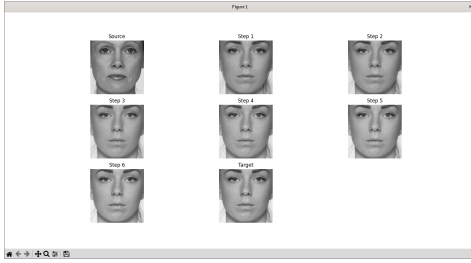 Figure 1
Source Step 1 Step 2
Step 3 Step 4 Step 5
Step 6 Target